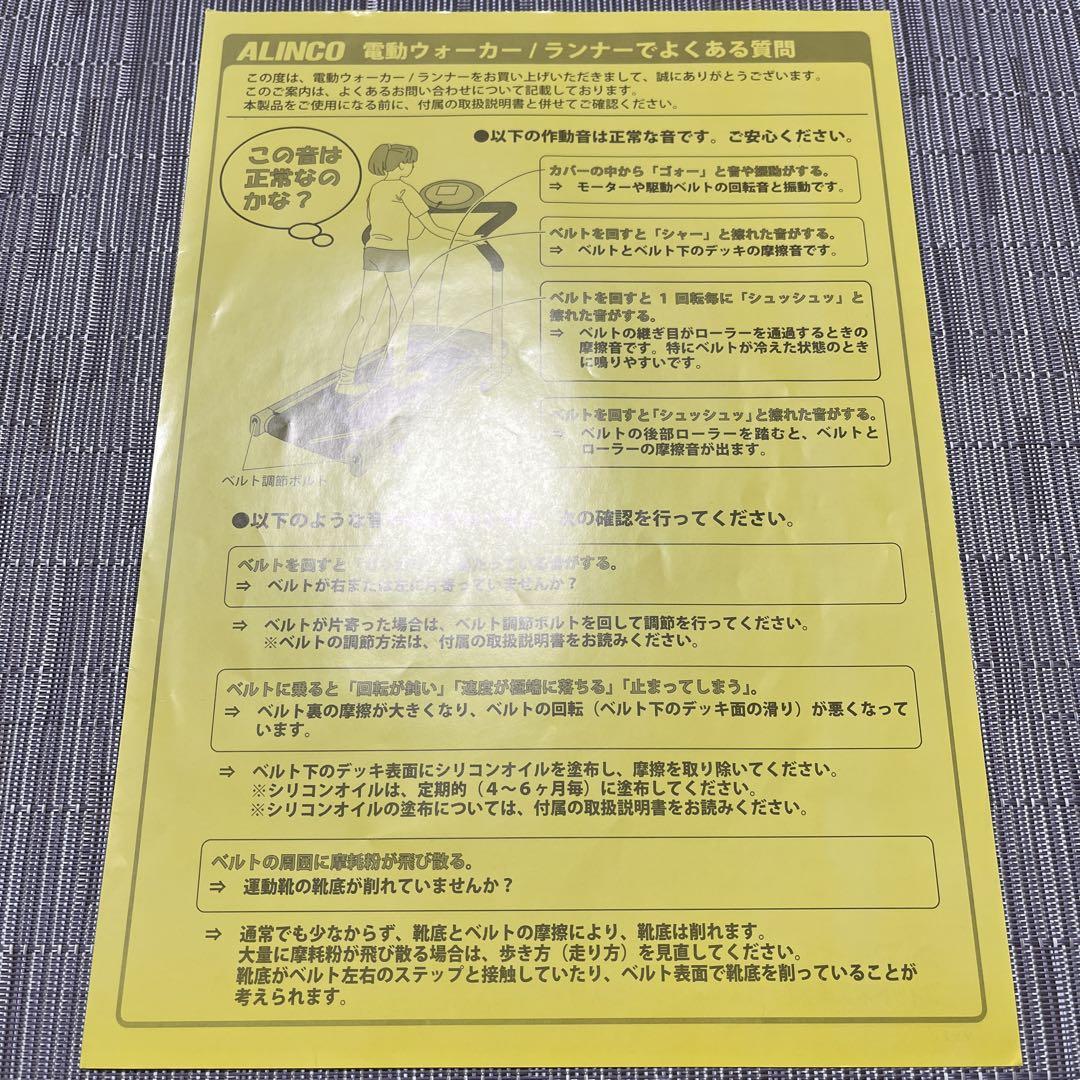 ALINCO 電動ウォーカー/ランナーでよくある質問
この度は、電動ウォーカー/ランナーをお買い上げいただきまして、誠にありがとうございます。
このご案内は、よくあるお問い合わせについて記載しております。
本製品をご使用になる前に、付属の取扱説明書と併せてご確認ください。
この音は
正常なの
かな?
●以下の作動音は正常な音です。ご安心ください。
カバーの中から「ゴォー」と音や振動がする。
⇒ モーターや駆動ベルトの回転音と振動です。
ベルトを回すと「シャー」と擦れた音がする。
⇒ ベルトとベルト下のデッキの摩擦音です。
ベルトを回すと1回転毎に「シュッシュッ」と
擦れた音がする。
⇒ ベルトの継ぎ目がローラーを通過するときの
摩擦音です。特にベルトが冷えた状態のとき
に鳴りやすいです。
ベルトを回すと「シュッシュッ」と擦れた音がする。
⇒ ベルトの後部ローラーを踏むと、ベルトと
ローラーの摩擦音が出ます。
ベルト調節ボルト
●以下のような音 次の確認を行ってください。
ベルトを回すと「 ている音がする。
⇒ ベルトが右または左に片寄っていませんか?
⇒ ベルトが片寄った場合は、ベルト調節ボルトを回して調節を行ってください。
※ベルトの調節方法は、付属の取扱説明書をお読みください。
ベルトに乗ると「回転が鈍い」「速度が極端に落ちる」「止まってしまう」。
⇒ ベルト裏の摩擦が大きくなり、ベルトの回転(ベルト下のデッキ面の滑り)が悪くなって
います。
⇒ ベルト下のデッキ表面にシリコンオイルを塗布し、摩擦を取り除いてください。
※シリコンオイルは、定期的(4~6ヶ月毎)に塗布してください。
※シリコンオイルの塗布については、付属の取扱説明書をお読みください。
ベルトの周囲に摩耗粉が飛び散る。
⇒ 運動靴の靴底が削れていませんか?
⇒ 通常でも少なからず、靴底とベルトの摩擦により、靴底は削れます。
大量に摩耗粉が飛び散る場合は、歩き方(走り方)を見直してください。
靴底がベルト左右のステップと接触していたり、ベルト表面で靴底を削っていることが
考えられます。